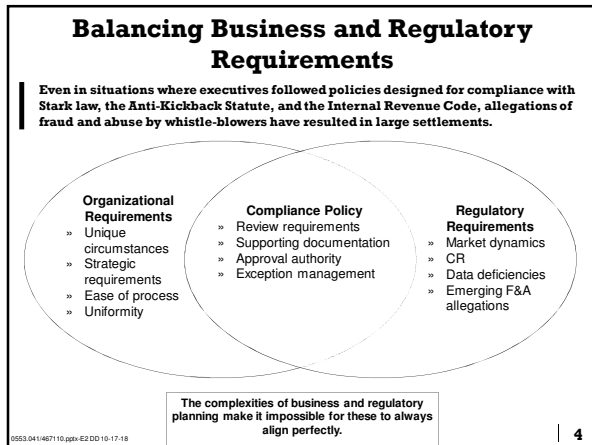 Balancing Business and Regulatory
Requirements
Even in situations where executives followed policies designed for compliance with
Stark law, the Anti-Kickback Statute, and the Internal Revenue Code, allegations of
fraud and abuse by whistle-blowers have resulted in large settlements.
Organizational
Requirements
» Unique
circumstances
» Strategic
requirements
» Ease of process
» Uniformity
Compliance Policy
» Review requirements
» Supporting documentation
» Approval authority
» Exception management
Regulatory
Requirements
» Market dynamics
» CR
» Data deficiencies
» Emerging F&A
allegations
The complexities of business and regulatory
planning make it impossible for these to always
align perfectly.
0553.041/467110.pptx-E2 DD 10-17-18
4